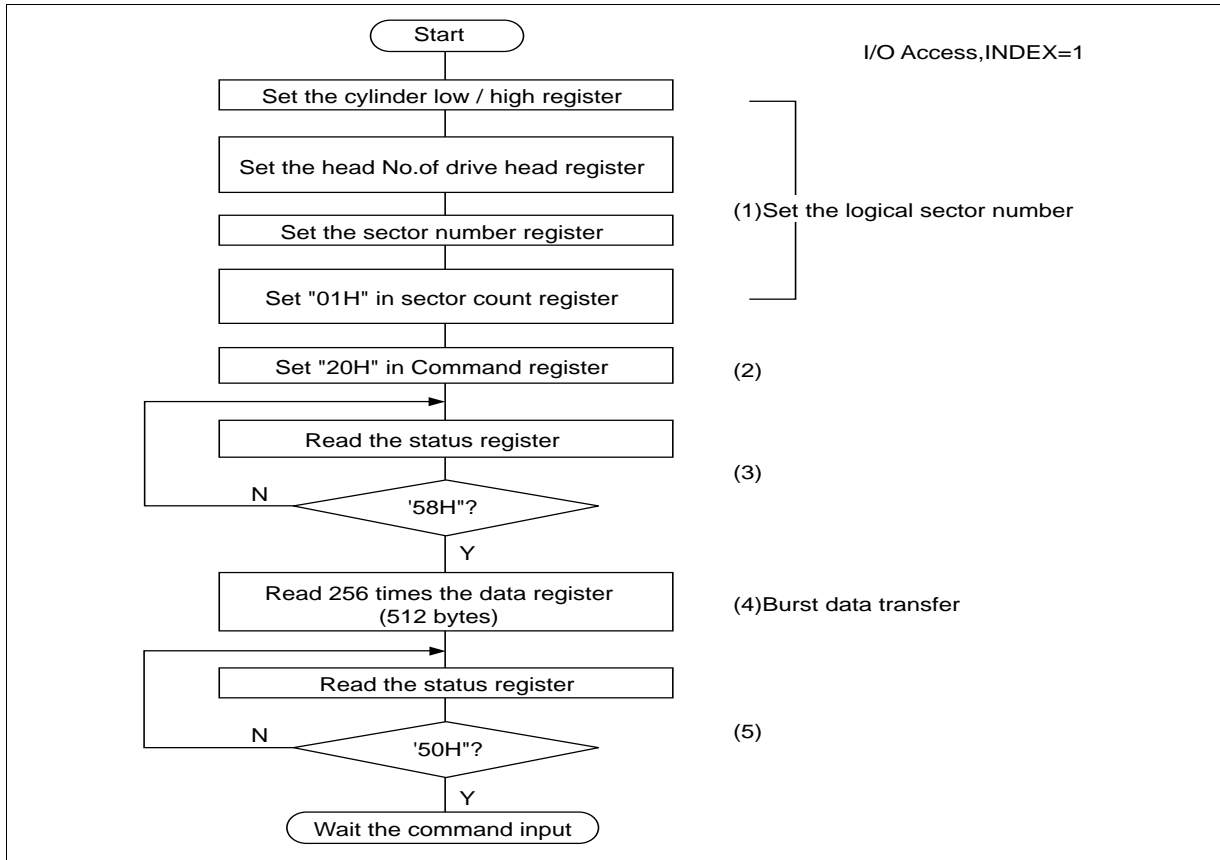 Start
I/O Access,INDEX=1
Set the cylinder low / high register
Set the head No.of drive head register
(1)Set the logical sector number
Set the sector number register
Set "01H" in sector count register
Set "20H" in Command register
(2)
Read the status register
(3)
N
'58H"?
Y
Read 256 times the data register
(512 bytes)
(4)Burst data transfer
Read the status register
(5)
N
'50H"?
Y
Wait the command input